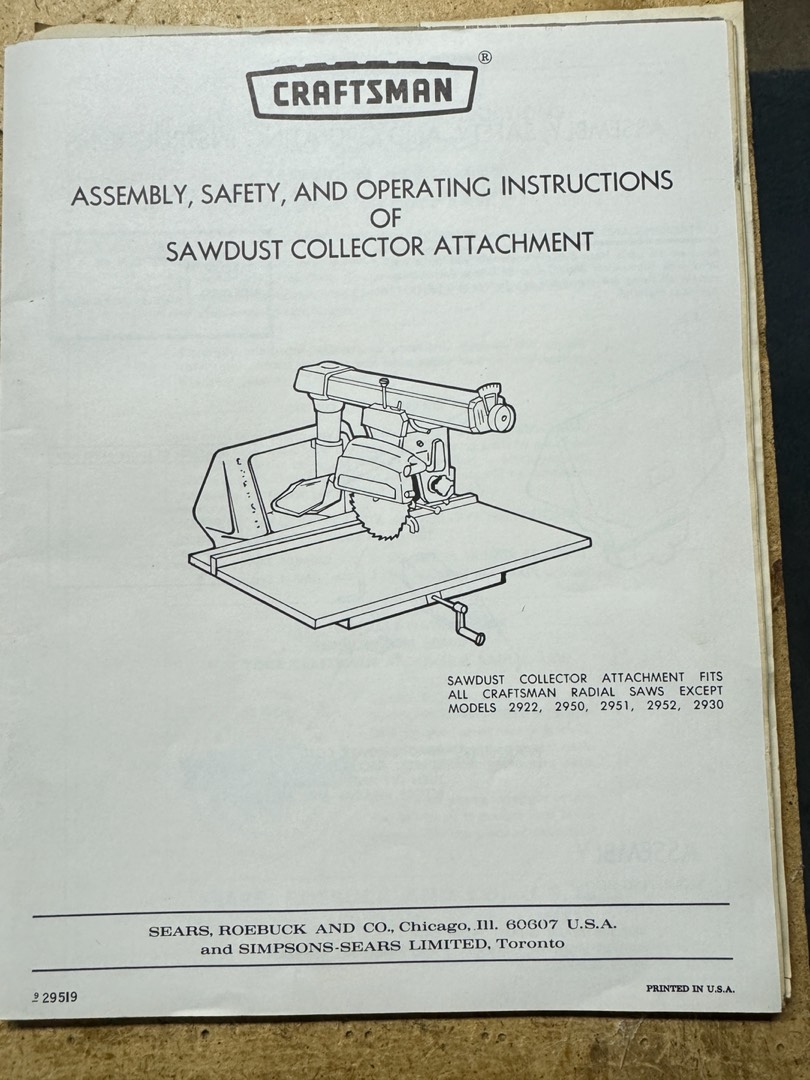 CRAFTSMAN®
ASSEMBLY, SAFETY, AND OPERATING INSTRUCTIONS
OF
SAWDUST COLLECTOR ATTACHMENT
SAWDUST COLLECTOR ATTACHMENT FITS
ALL CRAFTSMAN RADIAL SAWS EXCEPT
MODELS 2922, 2950, 2951, 2952, 2930
SEARS, ROEBUCK AND CO., Chicago, Ill. 60607 U.S.A.
and SIMPSONS-SEARS LIMITED, Toronto
9 29519
PRINTED IN U.S.A.